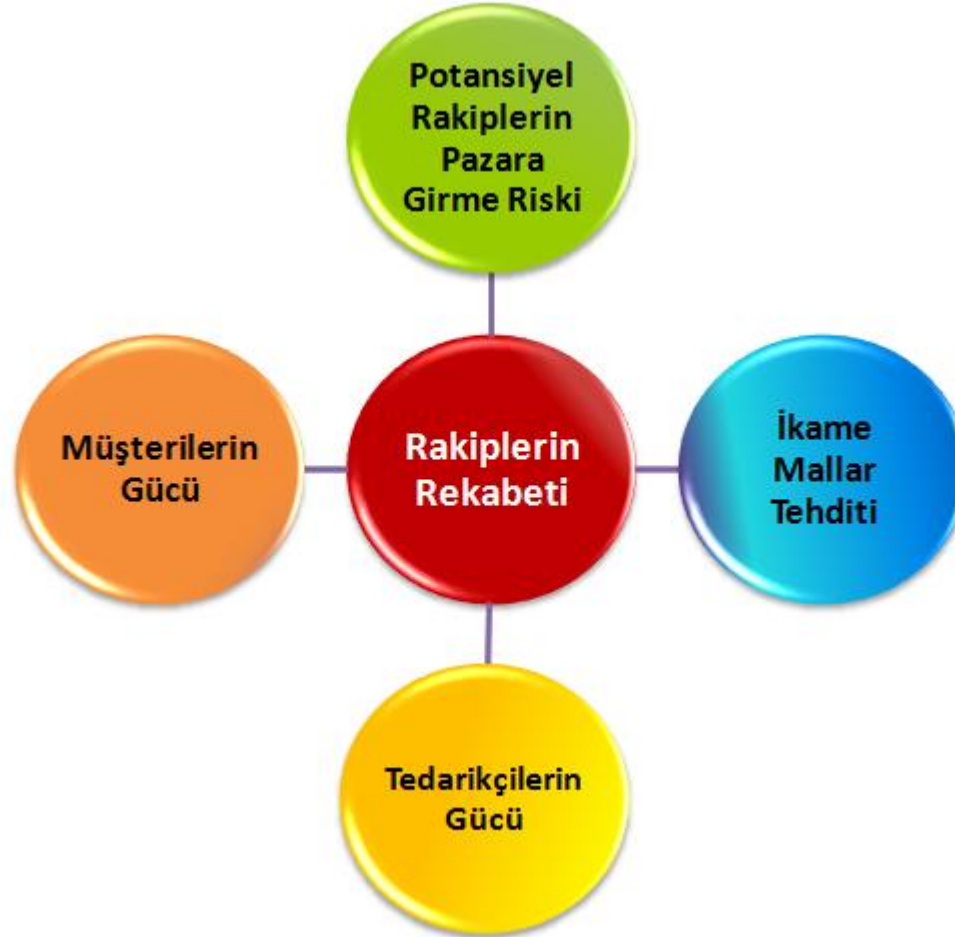 Potansiyel
Rakiplerin
Pazara
Girme Riski
Müşterilerin
Gücü
Rakiplerin
Rekabeti
İkame
Mallar
Tehditi
Tedarikçilerin
Gücü